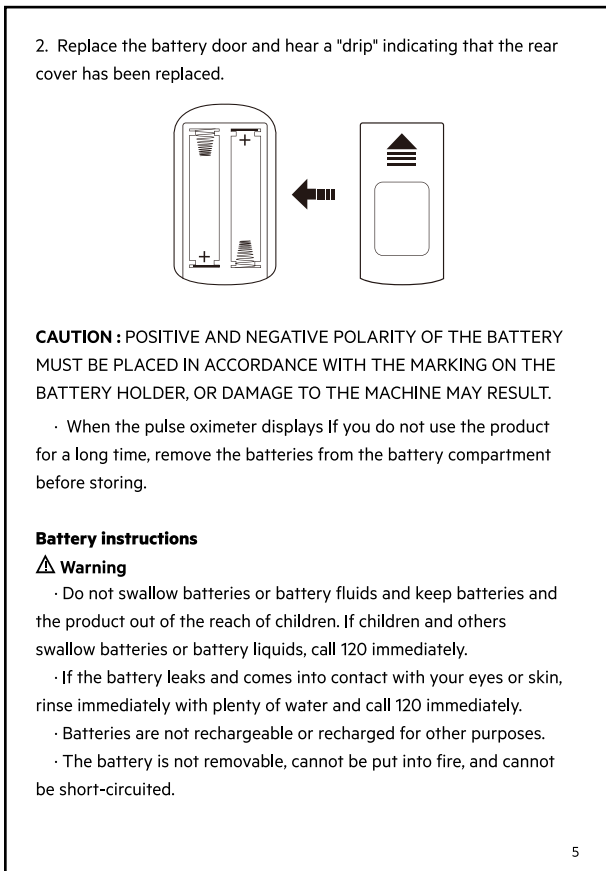 2. Replace the battery door and hear a "drip" indicating that the rear
cover has been replaced.
+
+
CAUTION : POSITIVE AND NEGATIVE POLARITY OF THE BATTERY
MUST BE PLACED IN ACCORDANCE WITH THE MARKING ON THE
BATTERY HOLDER, OR DAMAGE TO THE MACHINE MAY RESULT.
· When the pulse oximeter displays If you do not use the product
for a long time, remove the batteries from the battery compartment
before storing.
Battery instructions
⚠ Warning
· Do not swallow batteries or battery fluids and keep batteries and
the product out of the reach of children. If children and others
swallow batteries or battery liquids, call 120 immediately.
· If the battery leaks and comes into contact with your eyes or skin,
rinse immediately with plenty of water and call 120 immediately.
· Batteries are not rechargeable or recharged for other purposes.
· The battery is not removable, cannot be put into fire, and cannot
be short-circuited.
5